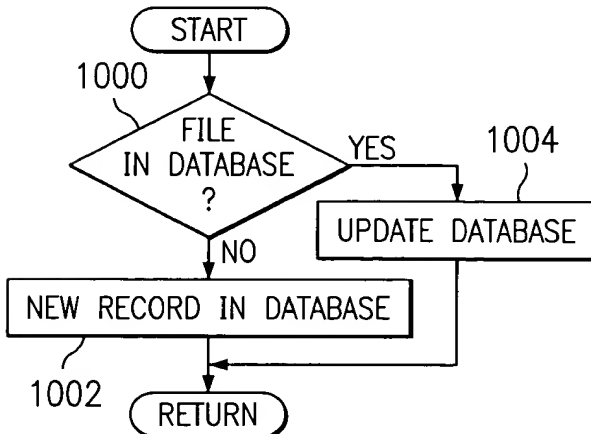 START
1000
FILE
IN DATABASE
?
YES
1004
UPDATE DATABASE
NO
NEW RECORD IN DATABASE
1002
RETURN